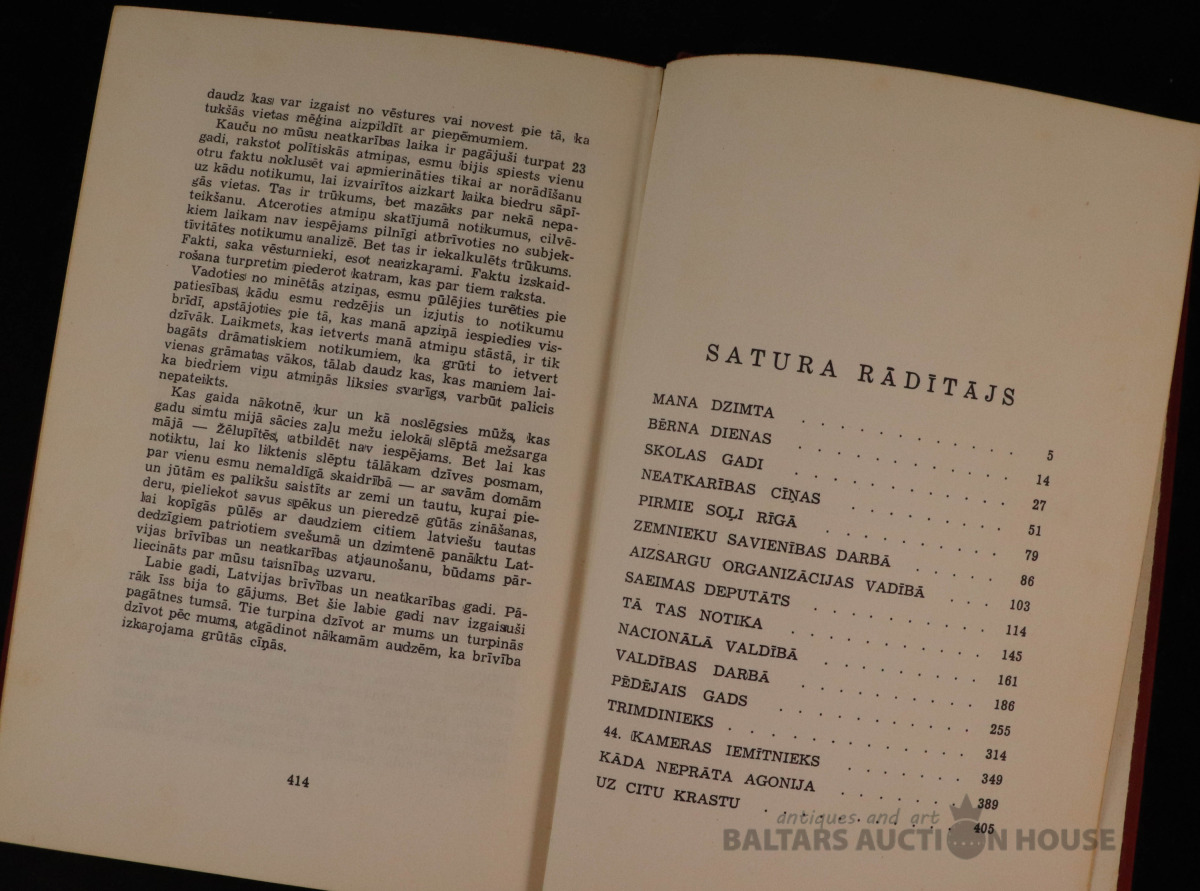 daudz kas var izgaist no vēstures vai novest pie tā, ka
tukšās vietas mēģina aizpildīt ar pieņēmumiem.
Kauču no mūsu neatkarības laika ir pagājuši turpat 23
gadi, rakstot polītiskās atmiņas, esmu bijis spiests vienu
otru faktu noklusēt vai apmierināties tikai ar norādīšanu
uz kādu notikumu, lai izvairītos aizkart laika biedru sāpī-
gās vietas. Tas ir trūkums, bet mazāks par nekā nepa-
teikšanu. Atceroties atmiņu skatījumā notikumus, cilvē-
kiem laikam nav iespējams pilnīgi atbrīvoties no subjek-
tīvitātes notikumu analizē. Bet tas ir iekalkulēts trūkums.
Fakti, saka vēsturnieki, esot neaizkaŗami. Faktu izskaid-
rošana turpretim piederot katram, kas par tiem raksta.
Vadoties no minētās atziņas, esmu pūlējies turēties pie
patiesības, kādu esmu redzējis un izjutis to notikumu
brīdī, apstājoties pie tā, kas manā apziņā iespiedies vis-
dzīvāk. Laikmets, kas ietverts manā atmiņu stāstā, ir tik
bagāts drāmatiskiem notikumiem, ka grūti to ietvert
vienas grāmatas vākos, tālab daudz kas, kas maniem lai-
ka biedriem viņu atmiņās liksies svarīgs, varbūt palicis
nepateikts.
Kas gaida nākotnē, kur un kā noslēgsies mūžs, kas
gadu simtu mijā sācies zaļu mežu ielokā slēptā mežsarga
mājā — Žēlupītēs, atbildēt nav iespējams. Bet lai kas
notiktu, lai ko liktenis slēptu tālākam dzīves posmam,
par vienu esmu nemaldīgā skaidrībā — ar savām domām
un jūtām es palikšu saistīts ar zemi un tautu, kuŗai pie-
deru, pieliekot savus spēkus un pieredzē gūtās zināšanas,
lai kopīgās pūlēs ar daudziem citiem latviešu tautas
dedzīgiem patriotiem svešumā un dzimtenē panāktu Lat-
vijas brīvības un neatkarības atjaunošanu, būdams pār-
liecināts par mūsu taisnības uzvaru.
Labie gadi, Latvijas brīvības un neatkarības gadi. Pā-
rāk īss bija to gājums. Bet šie labie gadi nav izgaisuši
pagātnes tumsā. Tie turpina dzīvot ar mums un turpinās
dzīvot pēc mums, atgādinot nākamām audzēm, ka brīvība
izkaŗojama grūtās cīņās.
414
SATURA RĀDĪTĀJS
MANA DZIMTA . . . . . . . . . . 5
BĒRNA DIENAS . . . . . . . . . . 14
SKOLAS GADI . . . . . . . . . . 27
NEATKARĪBAS CĪŅAS . . . . . . . . 51
PIRMIE SOĻI RĪGĀ . . . . . . . . . 79
ZEMNIEKU SAVIENĪBAS DARBĀ . . . . . 86
AIZSARGU ORGANIZĀCIJAS VADĪBĀ . . . 103
SAEIMAS DEPUTĀTS . . . . . . . . 114
TĀ TAS NOTIKA . . . . . . . . . 145
NACIONĀLĀ VALDĪBĀ . . . . . . . . 161
VALDĪBAS DARBĀ . . . . . . . . . 186
PĒDĒJAIS GADS . . . . . . . . . 255
TRIMDINIEKS . . . . . . . . . . 314
44. KAMERAS IEMĪTNIEKS . . . . . . 349
KĀDA NEPRĀTA AGONIJA . . . . . . 389
UZ CITU KRASTU . . . . . . . . . 405
antiques and art
BALTARS AUCTION HOUSE